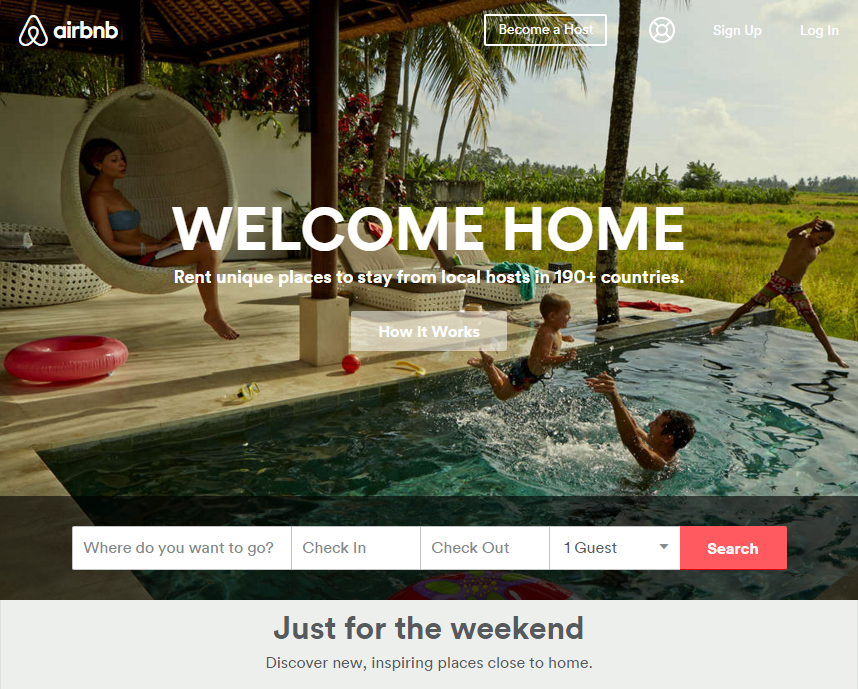 airbnb
Become a Host
Sign Up
Log In
WELCOME HOME
Rent unique places to stay from local hosts in 190+ countries.
How It Works
Where do you want to go?
Check In
Check Out
1 Guest
Search
Just for the weekend
Discover new, inspiring places close to home.